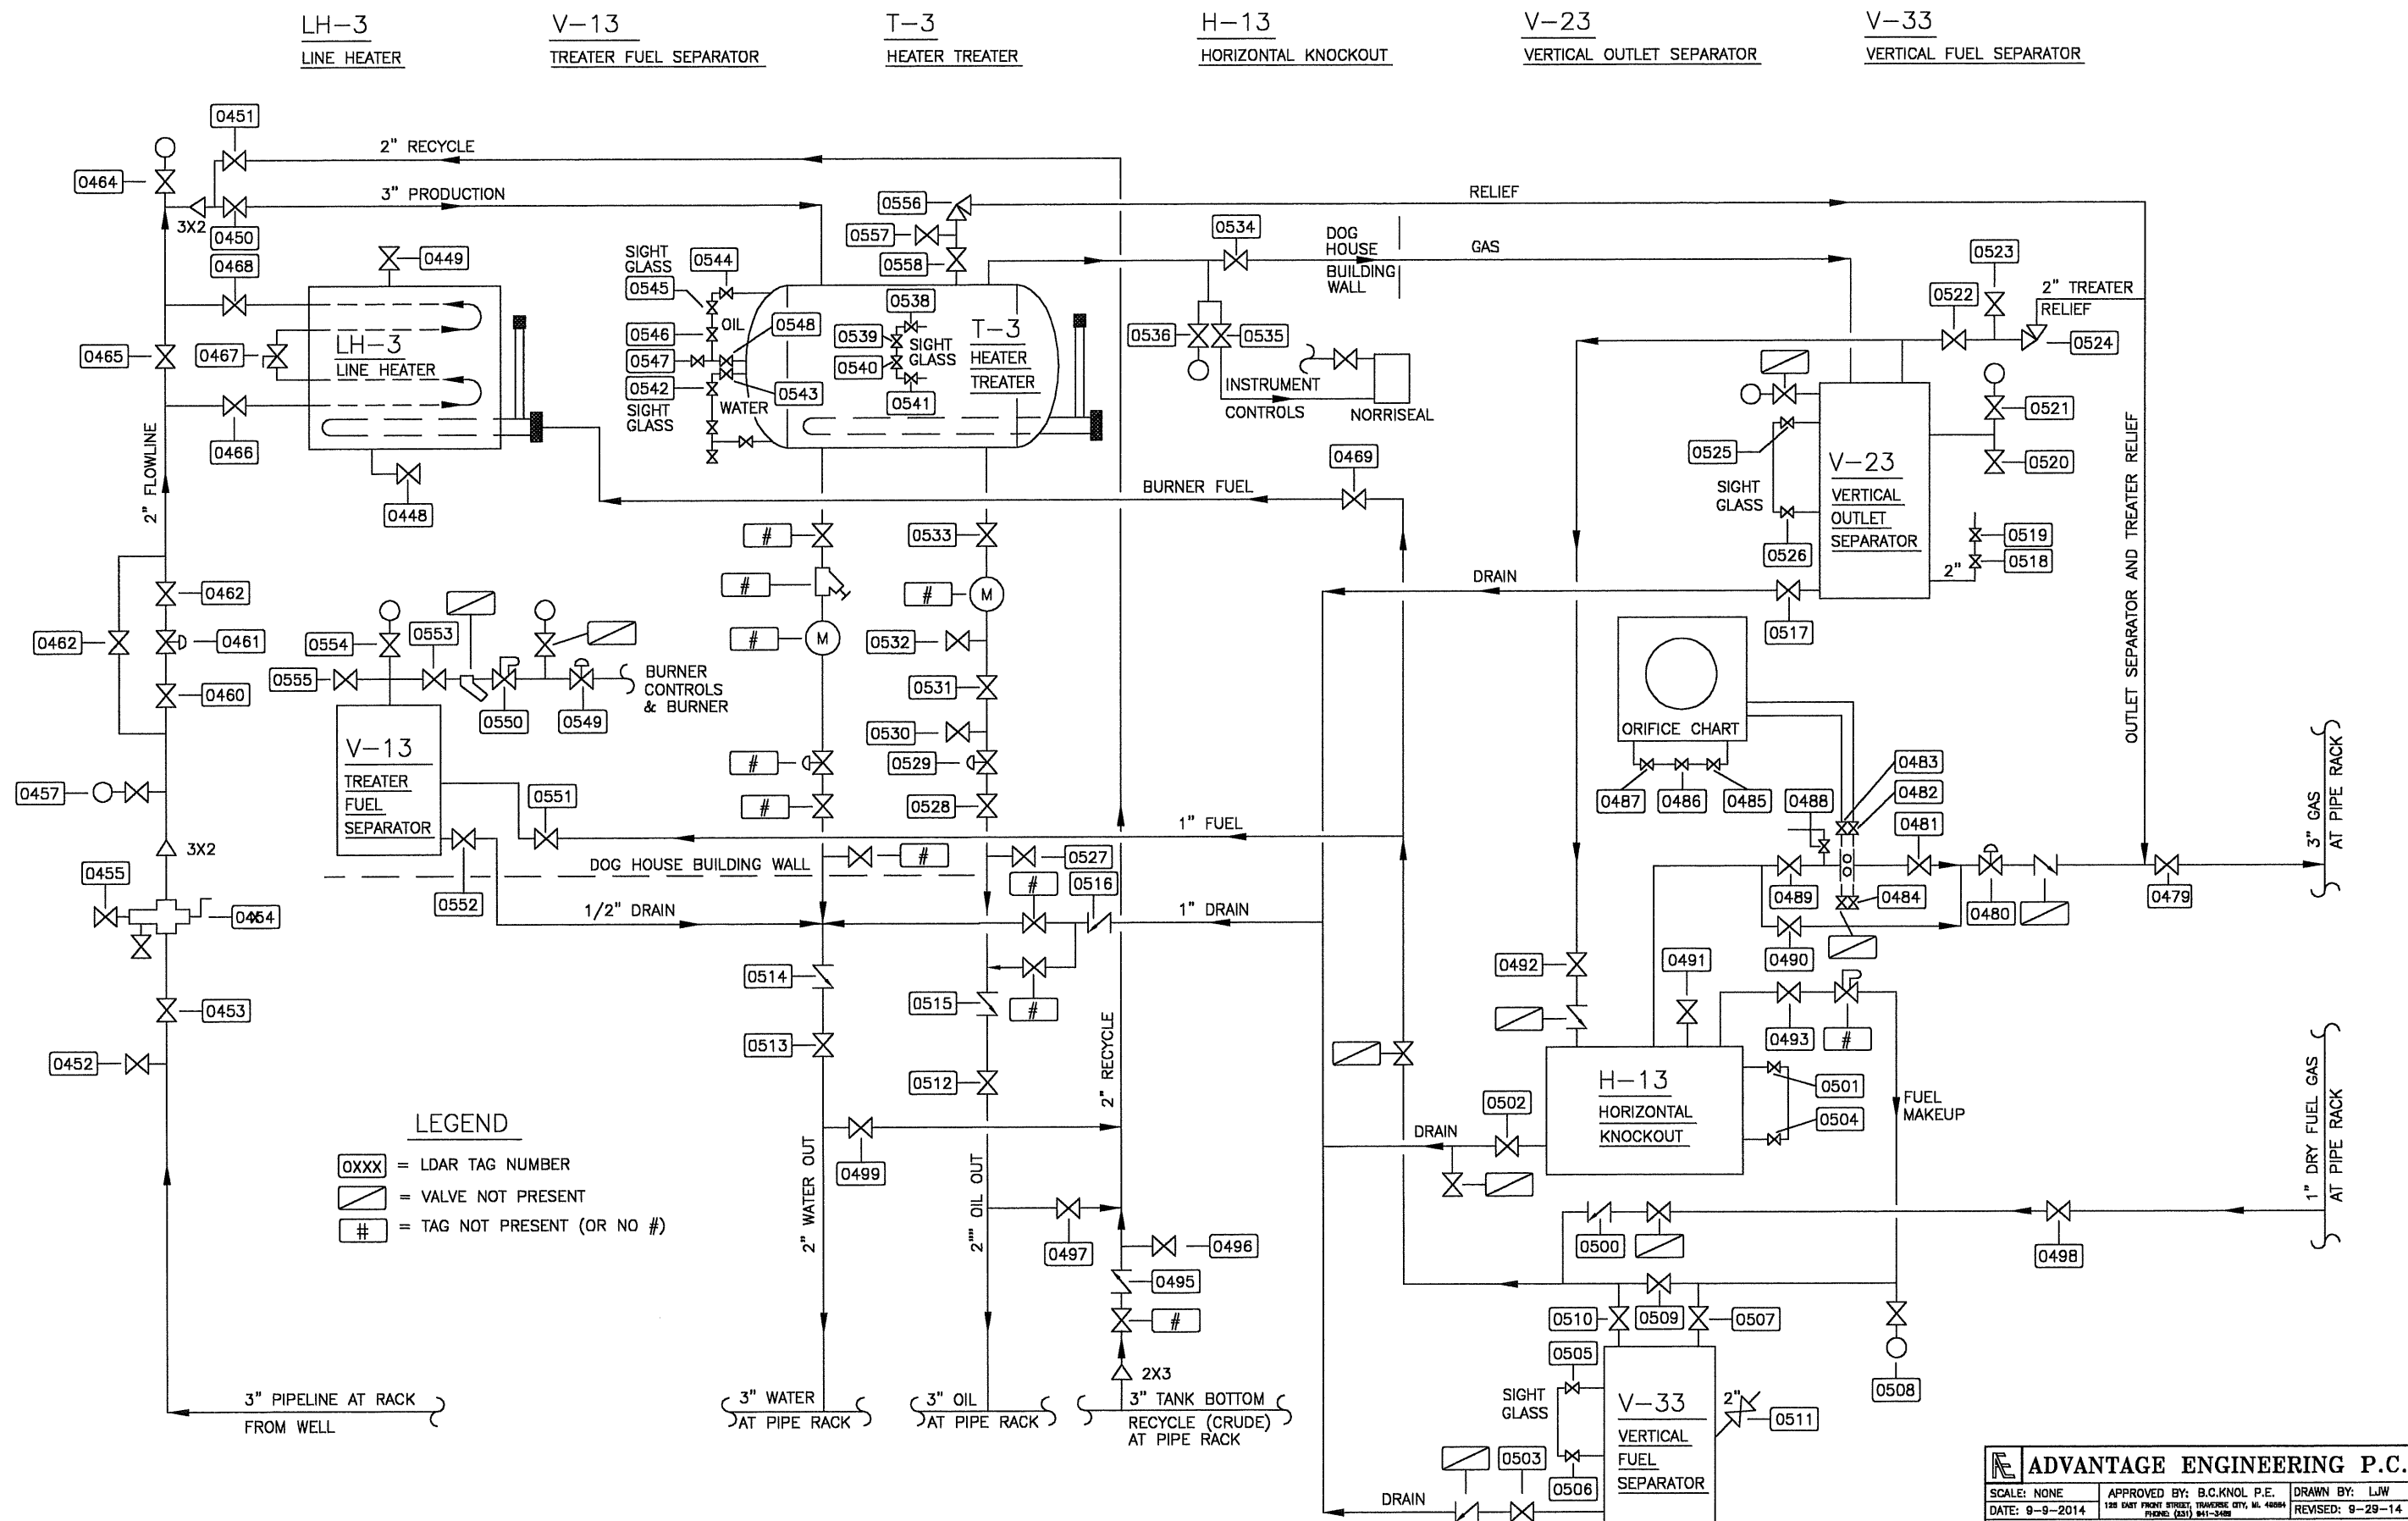 LH-3
LINE HEATER
V-13
TREATER FUEL SEPARATOR
T-3
HEATER TREATER
H-13
HORIZONTAL KNOCKOUT
V-23
VERTICAL OUTLET SEPARATOR
V-33
VERTICAL FUEL SEPARATOR
0451
2" RECYCLE
0464
3" PRODUCTION
3X2
0450
0468
0449
0465
0467
LH-3
LINE HEATER
0466
0448
2" FLOWLINE
0462
0462
0461
0460
0457
3X2
0455
0454
0453
0452
0554
0553
0555
0550
0549
BURNER
CONTROLS
& BURNER
V-13
TREATER
FUEL
SEPARATOR
0551
0552
DOG HOUSE BUILDING WALL
1/2" DRAIN
SIGHT
GLASS
0544
0545
0546
OIL
0548
0547
0542
0543
SIGHT
GLASS
WATER
0538
0539
SIGHT
GLASS
0540
0541
T-3
HEATER
TREATER
0556
0557
0558
RELIEF
0534
DOG
HOUSE
BUILDING
WALL
GAS
0536
0535
INSTRUMENT
CONTROLS
NORRISEAL
0469
BURNER FUEL
#
0533
#
#
M
#
M
0532
0531
0530
#
0529
#
0528
1" FUEL
#
0527
#
0516
1" DRAIN
0514
0515
#
0513
0512
2" RECYCLE
0499
2" WATER OUT
2"" OIL OUT
0497
0496
0495
#
2X3
0523
0522
2" TREATER
RELIEF
0524
0521
0525
0520
SIGHT
GLASS
V-23
VERTICAL
OUTLET
SEPARATOR
0526
0519
0518
2"
DRAIN
0517
OUTLET SEPARATOR AND TREATER RELIEF
ORIFICE CHART
0487
0486
0485
0488
0483
0482
0481
0489
0484
0480
0479
0490
3" GAS
AT PIPE RACK
0492
0491
0493
#
H-13
HORIZONTAL
KNOCKOUT
0501
0504
FUEL
MAKEUP
0502
DRAIN
1" DRY FUEL GAS
AT PIPE RACK
0500
0498
0510
0509
0507
0508
0505
SIGHT
GLASS
0506
V-33
VERTICAL
FUEL
SEPARATOR
2"
0511
0503
DRAIN
LEGEND
0XXX = LDAR TAG NUMBER
= VALVE NOT PRESENT
# = TAG NOT PRESENT (OR NO #)
3" PIPELINE AT RACK
FROM WELL
3" WATER
AT PIPE RACK
3" OIL
AT PIPE RACK
3" TANK BOTTOM
RECYCLE (CRUDE)
AT PIPE RACK
ADVANTAGE ENGINEERING P.C.
SCALE: NONE
APPROVED BY: B.C.KNOL P.E.
DRAWN BY: LJW
DATE: 9-9-2014
128 EAST FRONT STREET, TRAVERSE CITY, MI.
PHONE: (231)
REVISED: 9-29-14